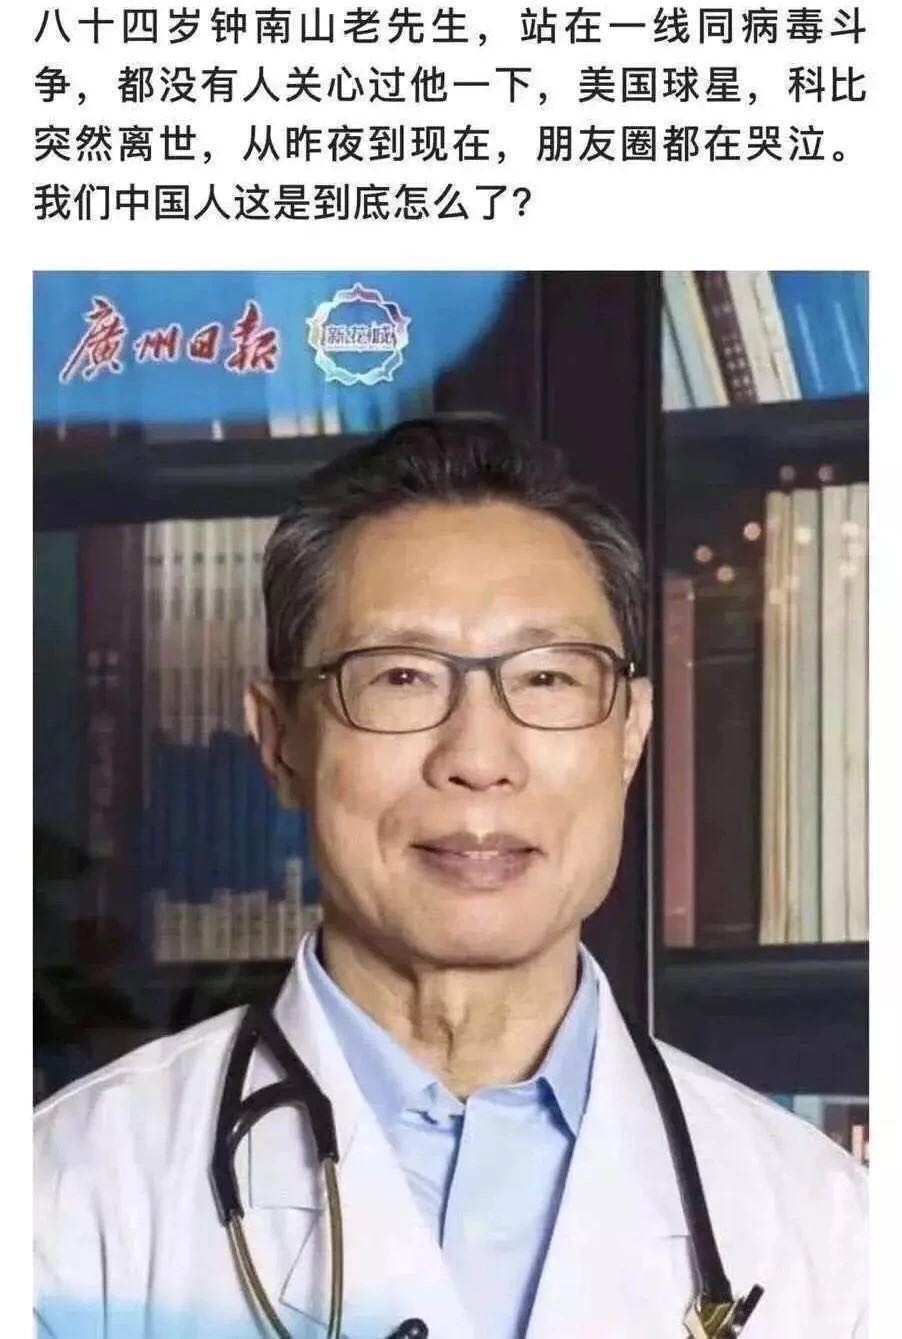 八十四岁钟南山老先生，站在一线同病毒斗
争，都没有人关心过他一下，美国球星，科比
突然离世，从昨夜到现在，朋友圈都在哭泣。
我们中国人这是到底怎么了？
廣州日報
新花城